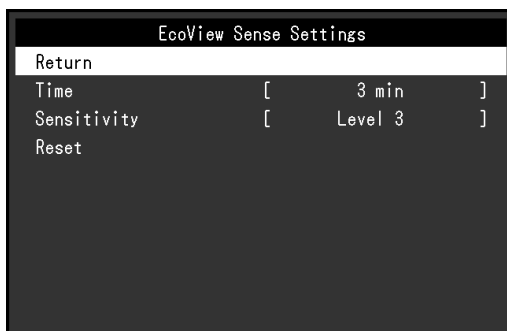 EcoView Sense Settings
Return
Time [ 3 min ]
Sensitivity [ Level 3 ]
Reset